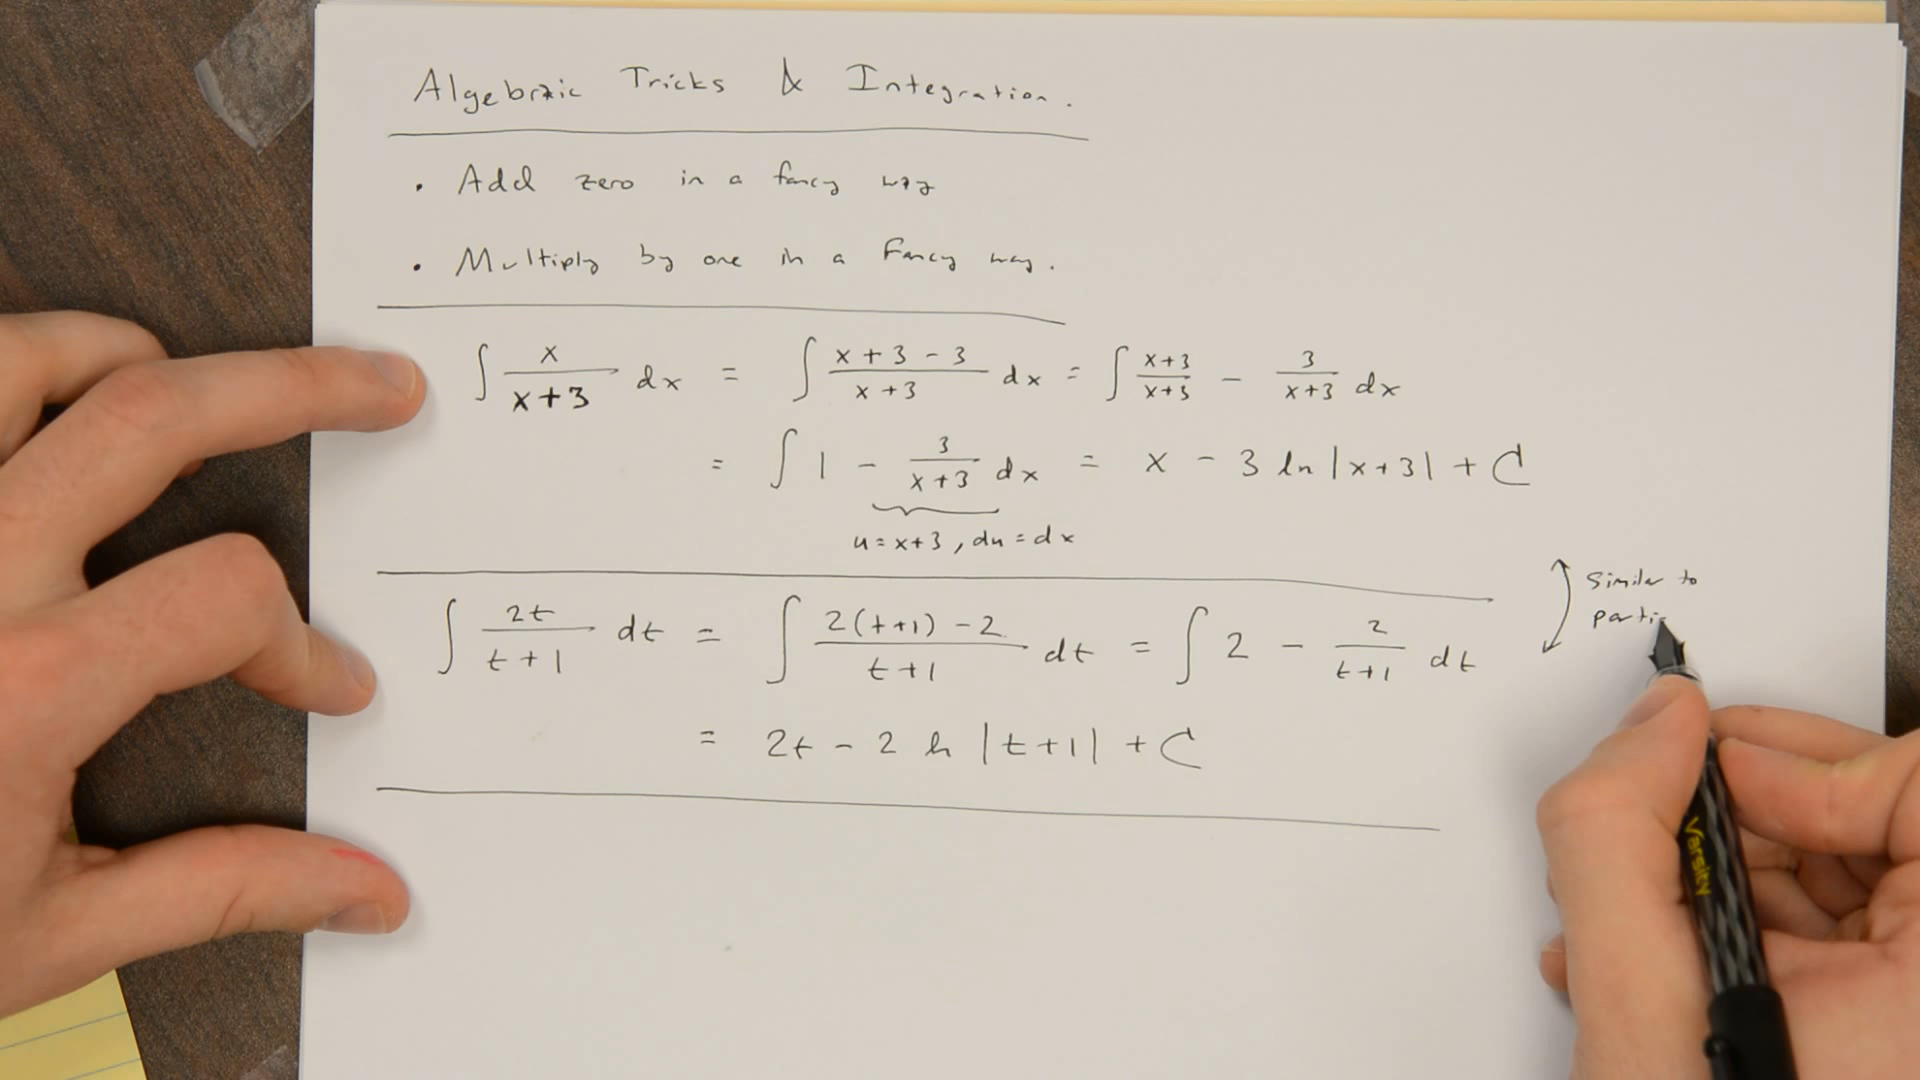 Algebraic Tricks & Integration.
• Add zero in a fancy way
• Multiply by one in a fancy way.
∫ x/(x+3) dx = ∫ (x+3-3)/(x+3) dx = ∫ (x+3)/(x+3) - 3/(x+3) dx
= ∫ 1 - 3/(x+3) dx = x - 3 ln|x+3| + C
u = x+3, du = dx
∫ 2t/(t+1) dt = ∫ (2(t+1) - 2)/(t+1) dt = ∫ 2 - 2/(t+1) dt
= 2t - 2 ln |t+1| + C
Similar to
parti
Varsity